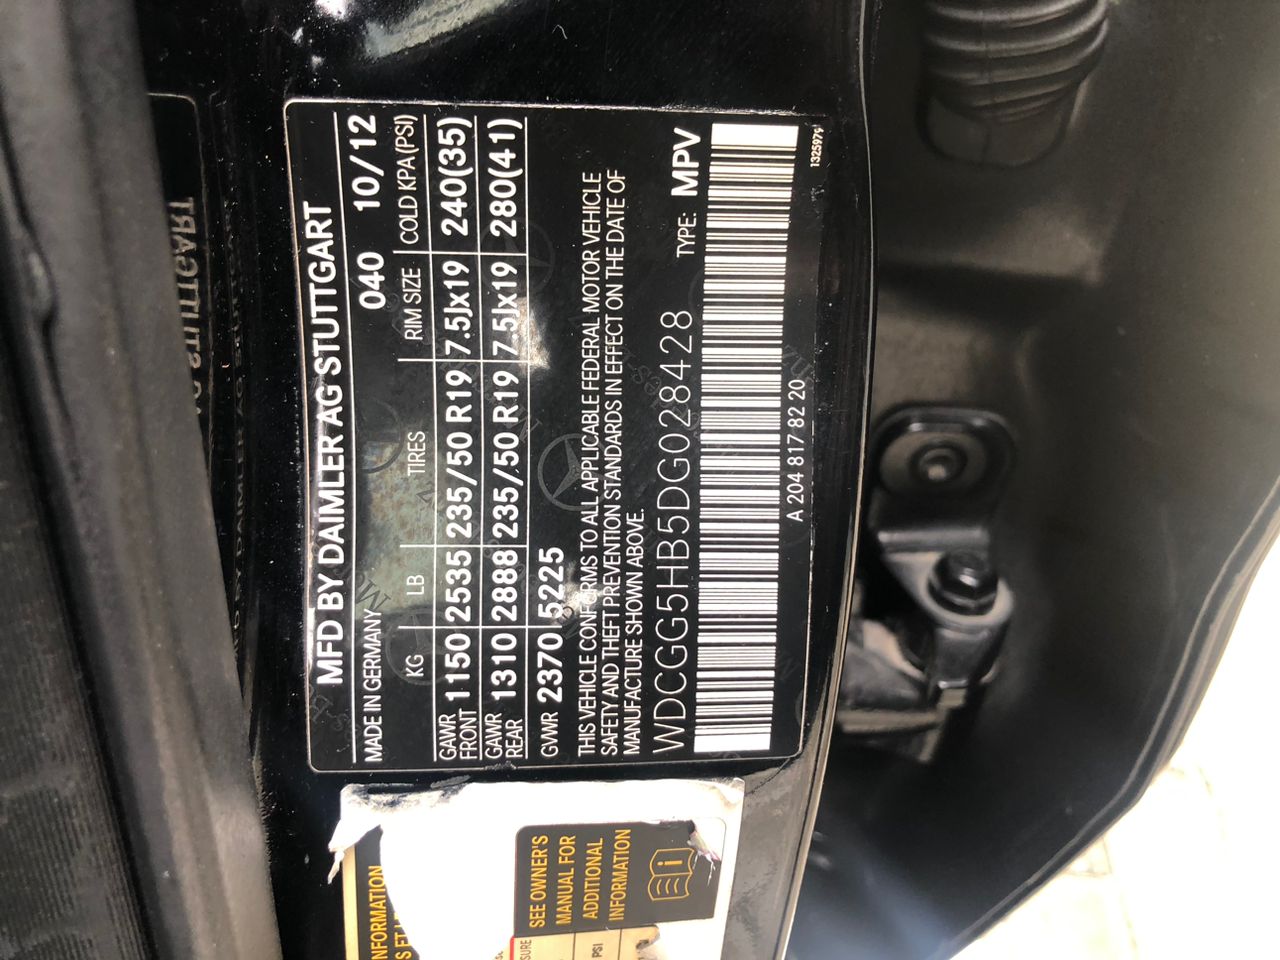 MFD BY DAIMLER AG STUTTGART
MADE IN GERMANY 040 10/12
KG LB TIRES RIM SIZE COLD KPA(PSI)
GAWR FRONT 1150 2535 235/50 R19 7.5Jx19 240(35)
GAWR REAR 1310 2888 235/50 R19 7.5Jx19 280(41)
GVWR 2370 5225
THIS VEHICLE CONFORMS TO ALL APPLICABLE FEDERAL MOTOR VEHICLE
SAFETY AND THEFT PREVENTION STANDARDS IN EFFECT ON THE DATE OF
MANUFACTURE SHOWN ABOVE.
WDCGG5HB5DG028428 TYPE: MPV
A 204 817 82 20
1325979
SEE OWNER'S
MANUAL FOR
ADDITIONAL
INFORMATION
PSI